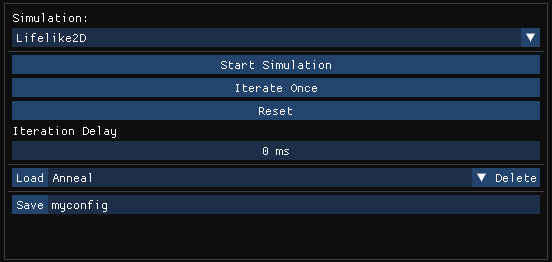 Simulation:
Lifelike2D
Start Simulation
Iterate Once
Reset
Iteration Delay
0 ms
Load Anneal Delete
Save myconfig